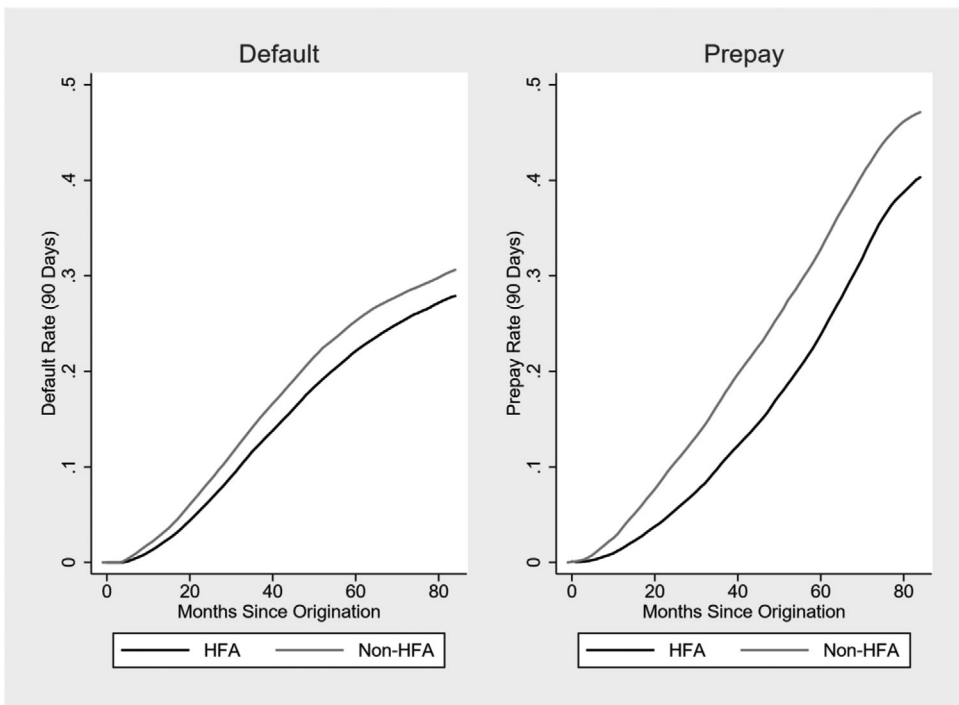 Default
Default Rate (90 Days)
.5
.4
.3
.2
.1
0
0 20 40 60 80
Months Since Origination
HFA Non-HFA
Prepay
Prepay Rate (90 Days)
.5
.4
.3
.2
.1
0
0 20 40 60 80
Months Since Origination
HFA Non-HFA